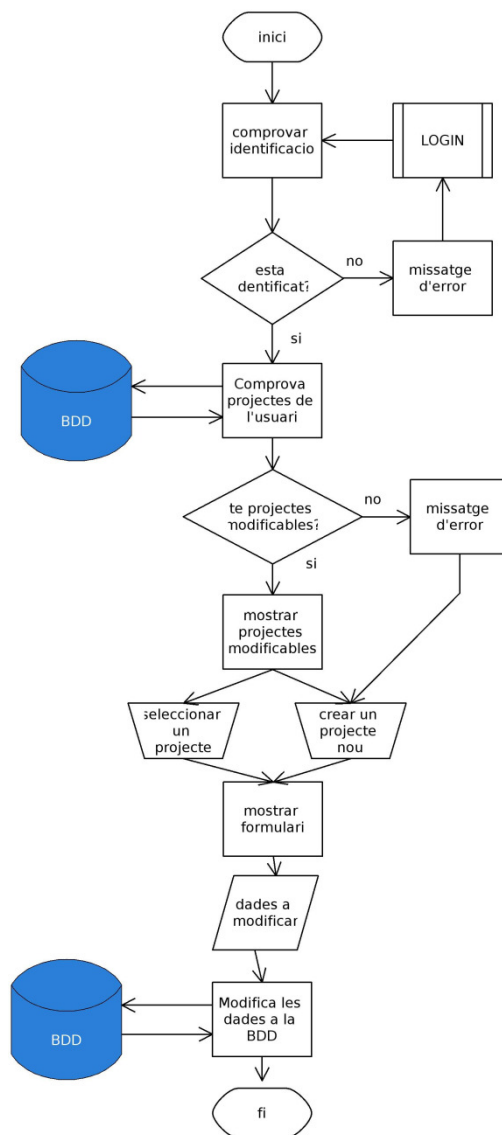 inici
comprovar
identificacio
LOGIN
esta
dentificat?
no
missatge
d'error
si
Comprova
projectes de
l'usuari
BDD
te projectes
modificables?
no
missatge
d'error
si
mostrar
projectes
modificables
seleccionar
un
projecte
crear un
projecte
nou
mostrar
formulari
dades a
modificar
Modifica les
dades a la
BDD
BDD
fi